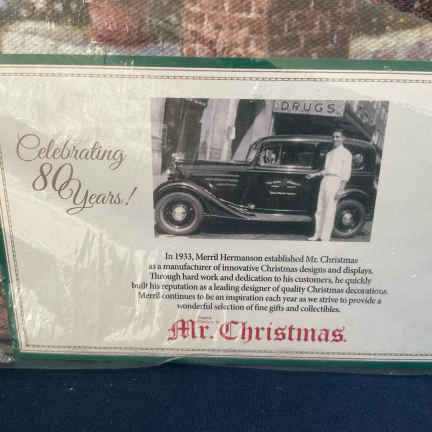 DRUGS
Celebrating
80 Years!
In 1933, Merril Hermanson established Mr. Christmas
as a manufacturer of innovative Christmas designs and displays.
Through hard work and dedication to his customers, he quickly
built his reputation as a leading designer of quality Christmas decorations.
Merril continues to be an inspiration each year as we strive to provide a
wonderful selection of fine gifts and collectibles.
Mr. Christmas.